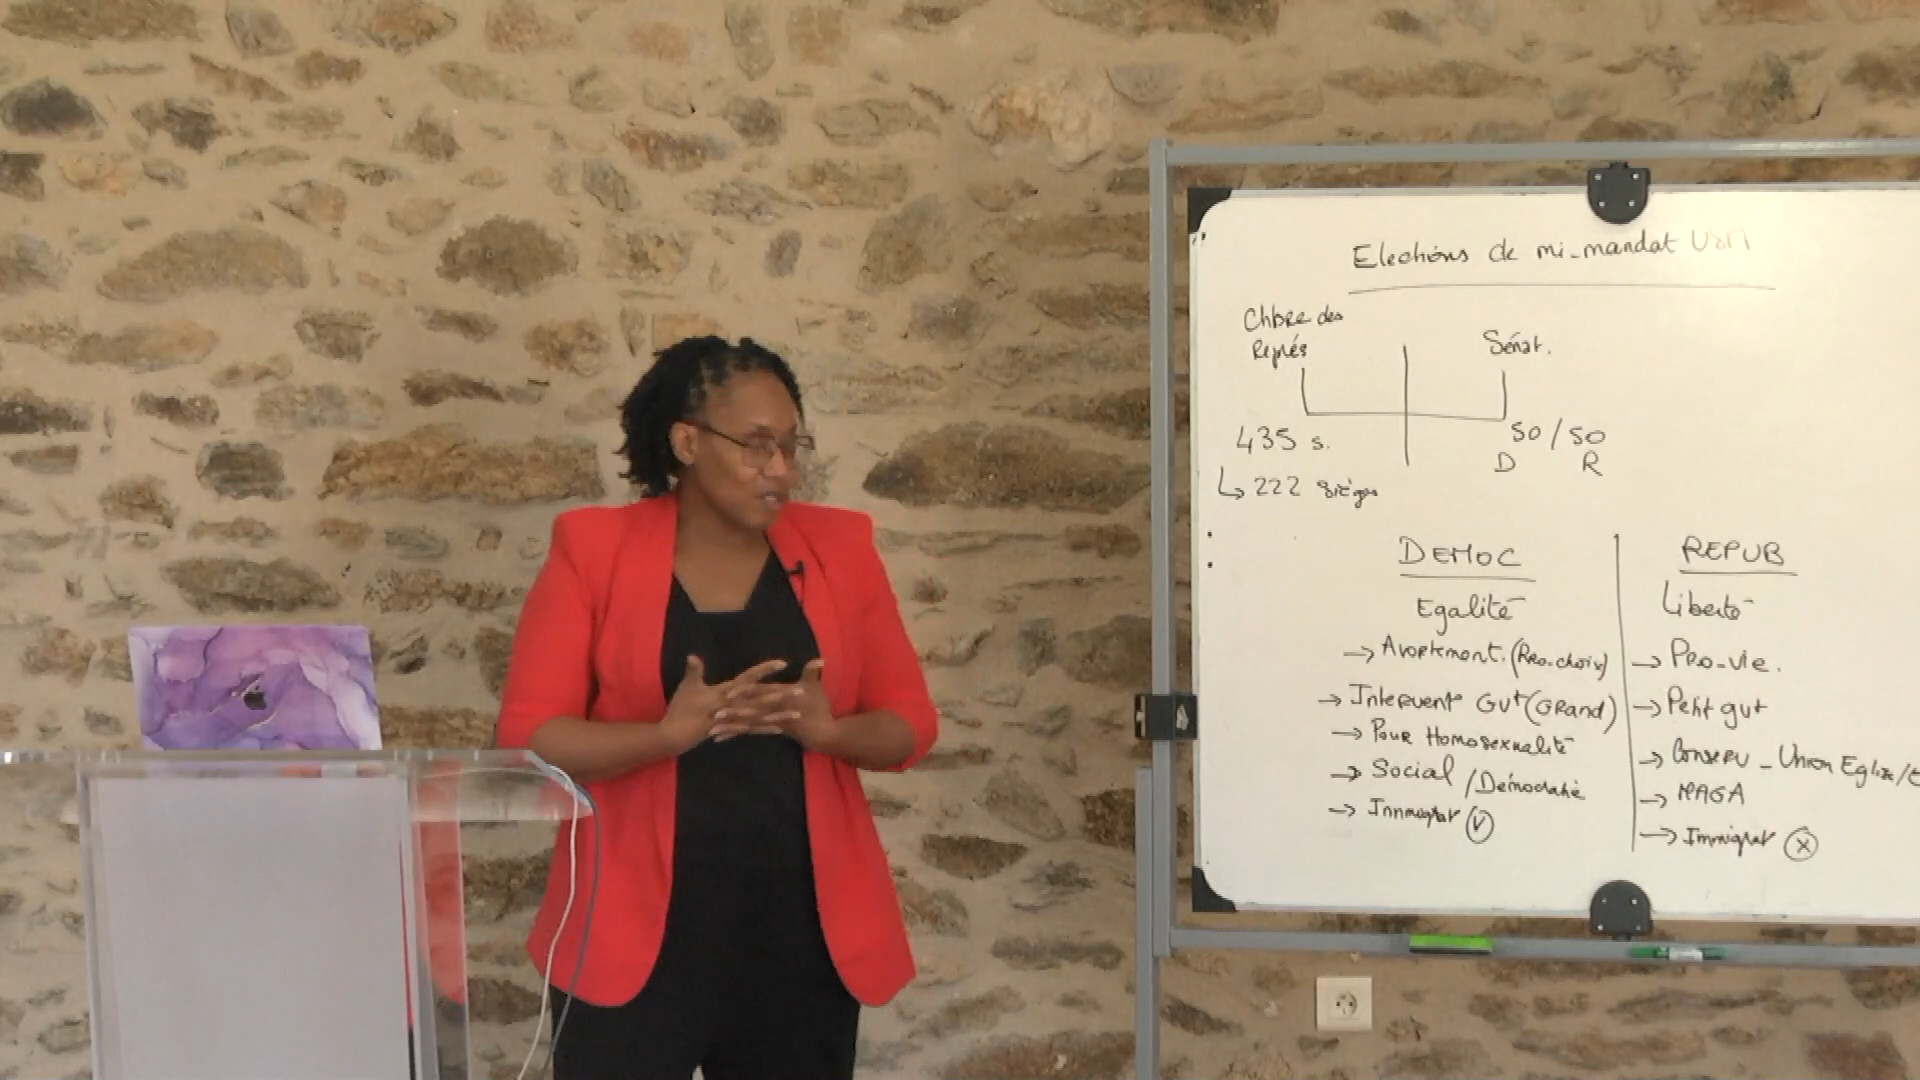 Elections de mi-mandat USA
Chbre des
Représ
Sénat.
435 s.
↳ 222 sièges
50 / 50
D R
DEMOC
Egalité
→ Avortement. (Pro-choix)
→ Intervent° Gvt (Grand)
→ Pour Homosexualité
→ Social / Démocratie
→ Immigrat° (V)
REPUB
Liberté
→ Pro-vie.
→ Petit gvt
→ Conserv - Union Eglise/E
→ MAGA
→ Immigrat° (X)